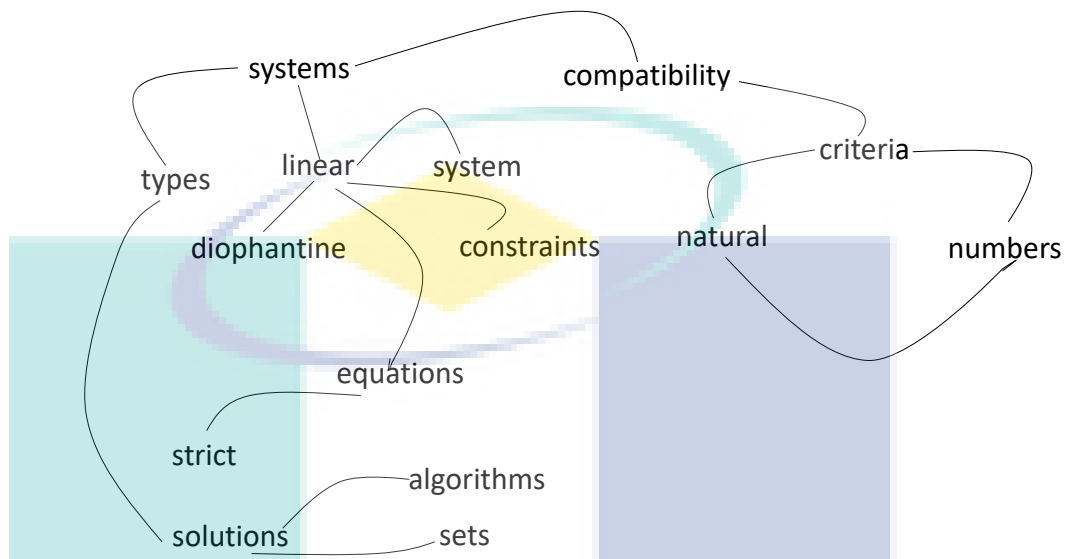 systems
compatibility
criteria
linear
system
types
natural
diophantine
constraints
numbers
equations
strict
algorithms
solutions
sets